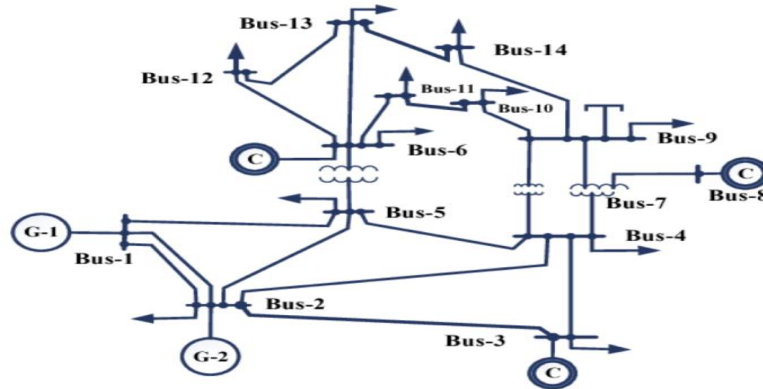 Bus-13
Bus-14
Bus-12
Bus-11
Bus-10
Bus-9
C
Bus-6
C
Bus-7
Bus-8
Bus-5
G-1
Bus-4
Bus-1
Bus-2
Bus-3
G-2
C